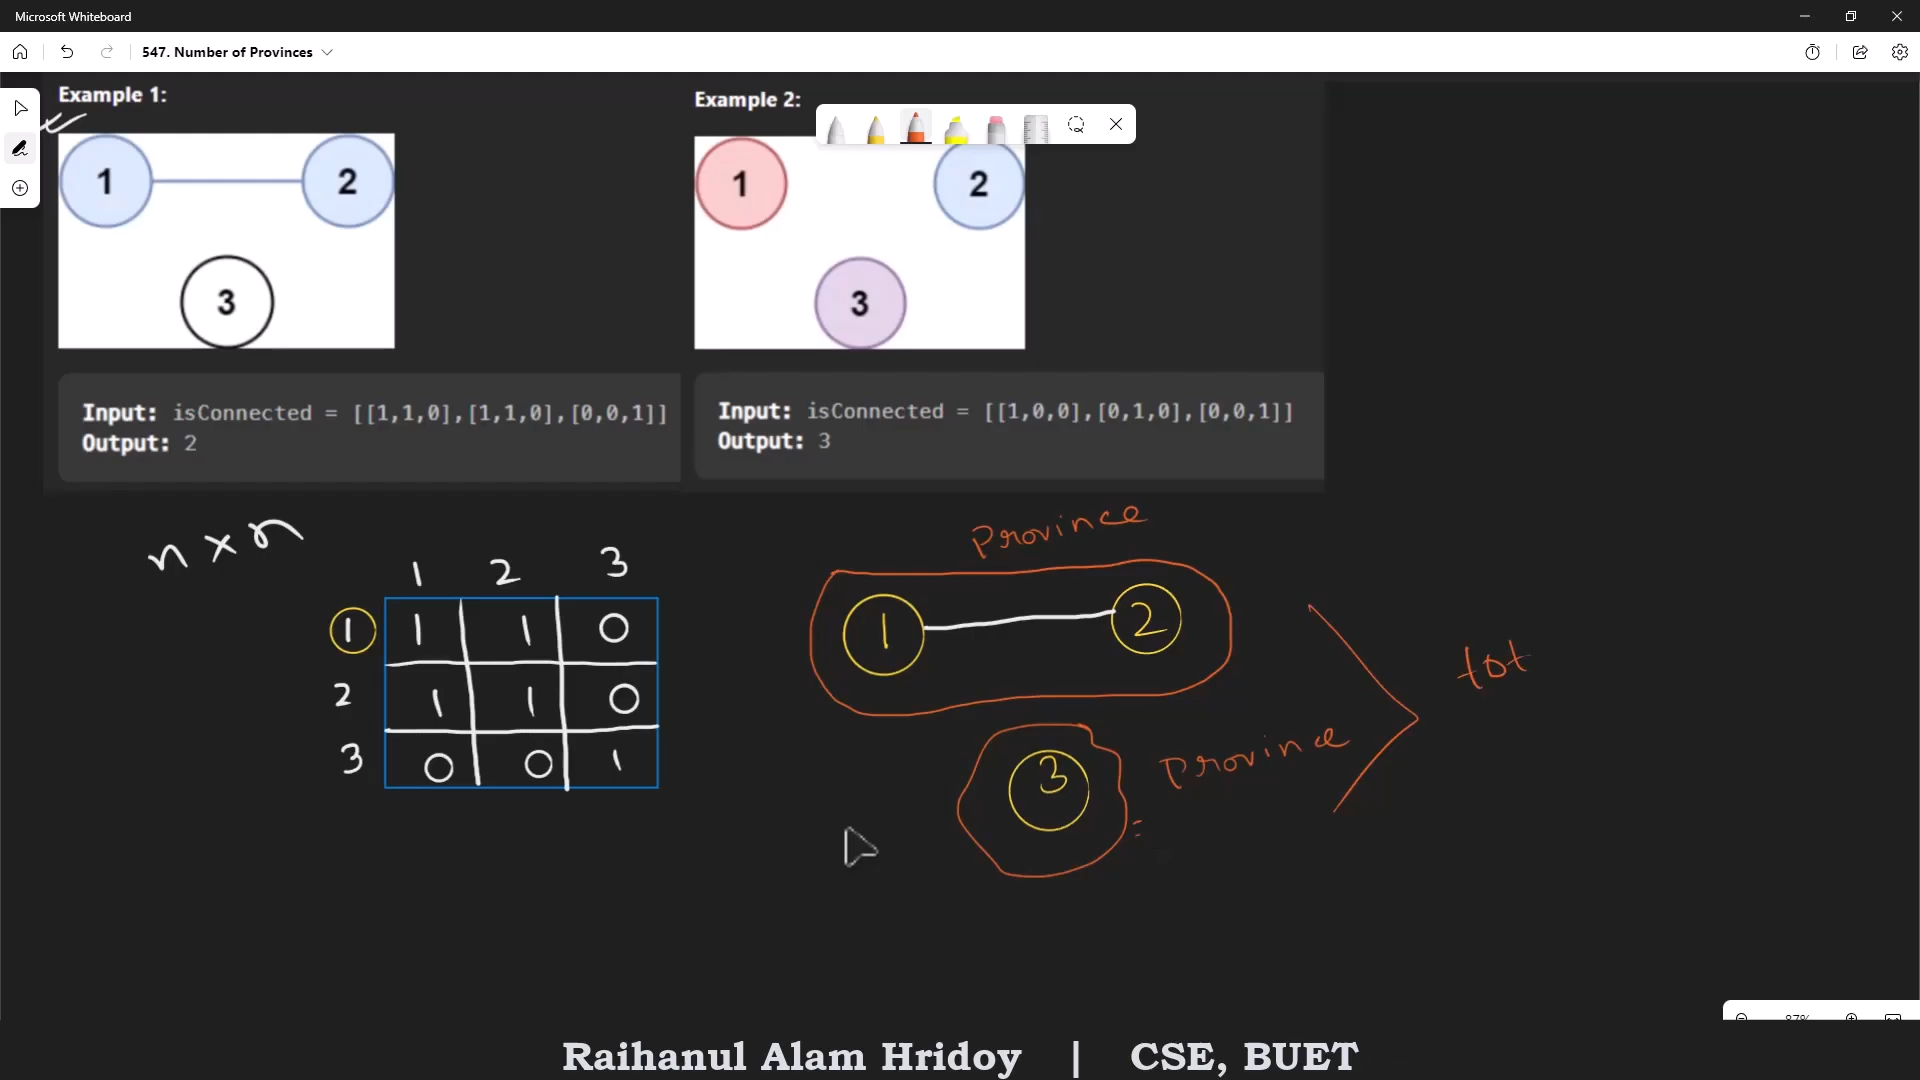 Microsoft Whiteboard
547. Number of Provinces
Example 1:
1
2
3
Input: isConnected = [[1,1,0],[1,1,0],[0,0,1]]
Output: 2
Example 2:
1
2
3
Input: isConnected = [[1,0,0],[0,1,0],[0,0,1]]
Output: 3
n × n
1 2 3
1 1 1 0
2 1 1 0
3 0 0 1
Province
1 2
3
Province
tot
87%
Raihanul Alam Hridoy | CSE, BUET